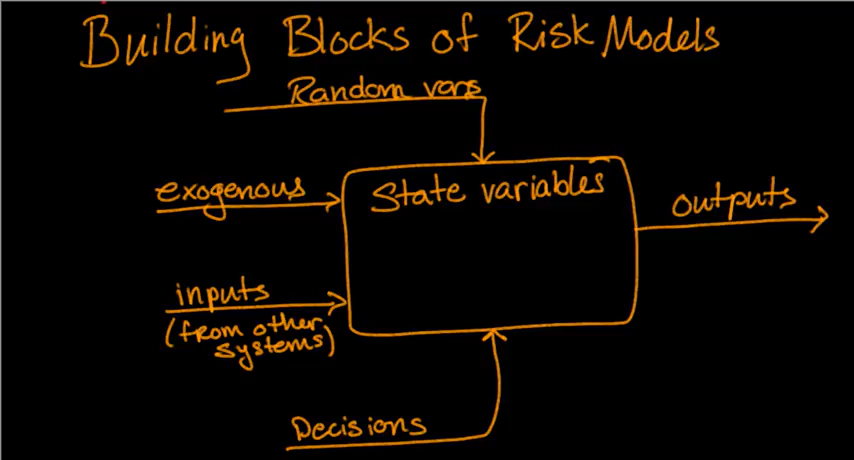 Building Blocks of Risk Models
Random vars
exogenous
State variables
outputs
inputs
(from other
systems)
Decisions